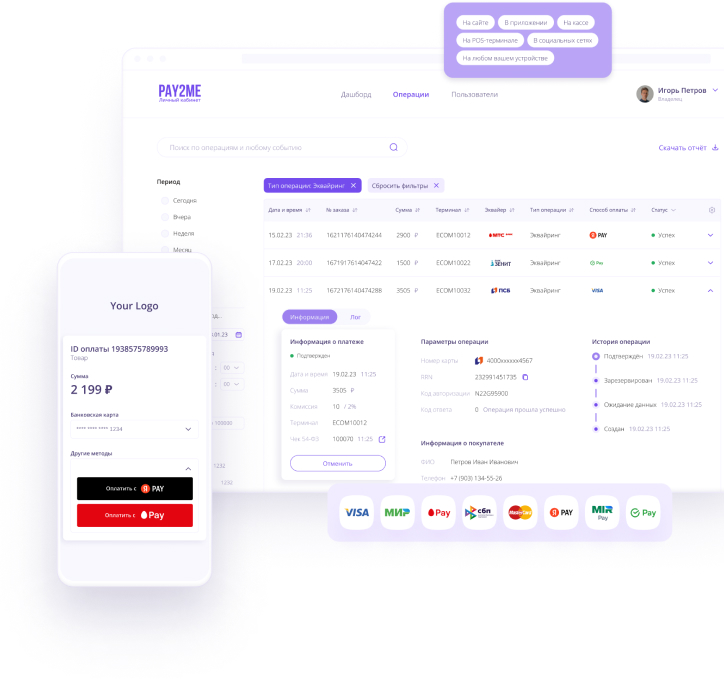 На сайте В приложении На кассе
На POS-терминале В социальных сетях
На любом вашем устройстве
PAY2ME
Личный кабинет
Дашборд Операции Пользователи
Игорь Петров
Владелец
Поиск по операциям и любому событию
Скачать отчёт
Период
Сегодня
Вчера
Неделя
Месяц
Тип операции: Эквайринг X Сбросить фильтры X
Дата и время № заказа Сумма Терминал Эквайер Тип операции Способ оплаты Статус
15.02.23 21:36 1621176140474244 2900 ₽ ECOM10012 МТС Эквайринг Я PAY Успех
17.02.23 20:00 1671917614047422 1500 ₽ ECOM10022 ЗЕНИТ Эквайринг Pay Успех
19.02.23 11:25 1672176140474288 3505 ₽ ECOM10032 ПСБ Эквайринг VISA Успех
Информация Лог
Информация о платеже
Подтвержден
Дата и время 19.02.23 11:25
Сумма 3505 ₽
Комиссия 10 / 2%
Терминал ECOM10012
Чек 54-ФЗ 100070 11:25
Отменить
Параметры операции
Номер карты 4000xxxxxx4567
RRN 232991451735
Код авторизации N22G95900
Код ответа 0 Операция прошла успешно
Информация о покупателе
ФИО Петров Иван Иванович
Телефон +7 (903) 134-55-26
История операции
Подтверждён 19.02.23 11:25
Зарезервирован 19.02.23 11:25
Ожидание данных 19.02.23 11:25
Создан 19.02.23 11:25
01.23
: 00
: 00
- 100000
1232
1232
Your Logo
ID оплаты 1938575789993
Товар
Сумма
2 199 ₽
Банковская карта
**** **** **** 1234
Другие методы
Оплатить с Я PAY
Оплатить с Pay
VISA МИР Pay сбп MasterCard Я PAY MIR Pay Pay